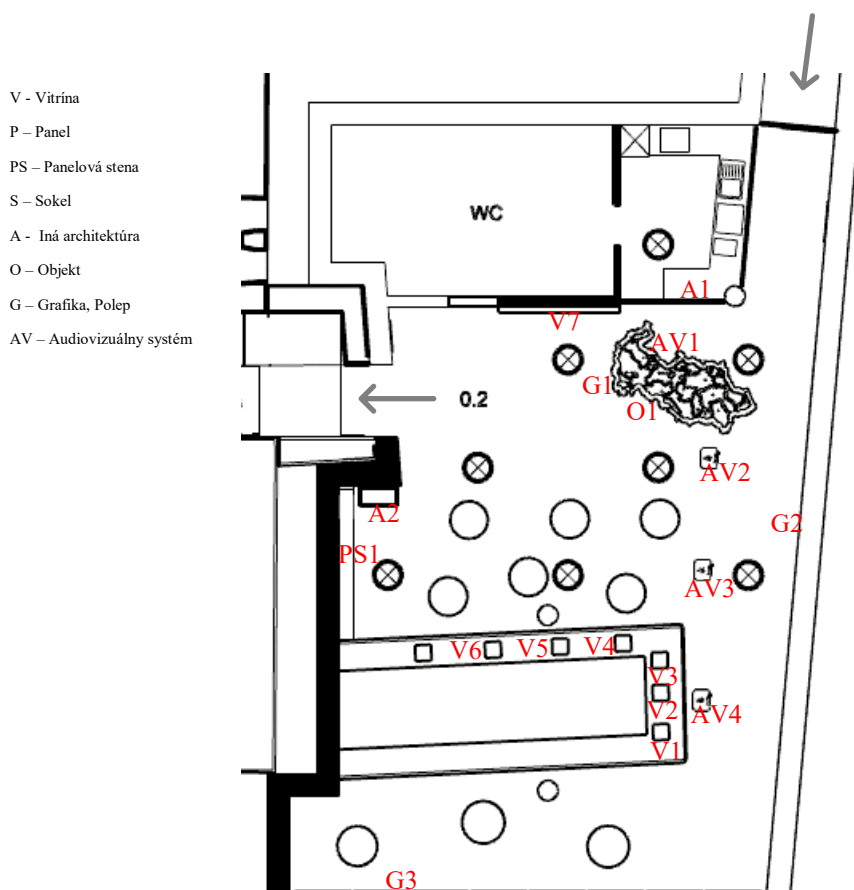 V - Vitrína
P – Panel
PS – Panelová stena
S – Sokel
A - Iná architektúra
O – Objekt
G – Grafika, Polep
AV – Audiovizuálny systém
WC
A1
V7
AV1
G1
0.2
O1
AV2
A2
G2
PS1
AV3
V6
V5
V4
V3
V2
AV4
V1
G3